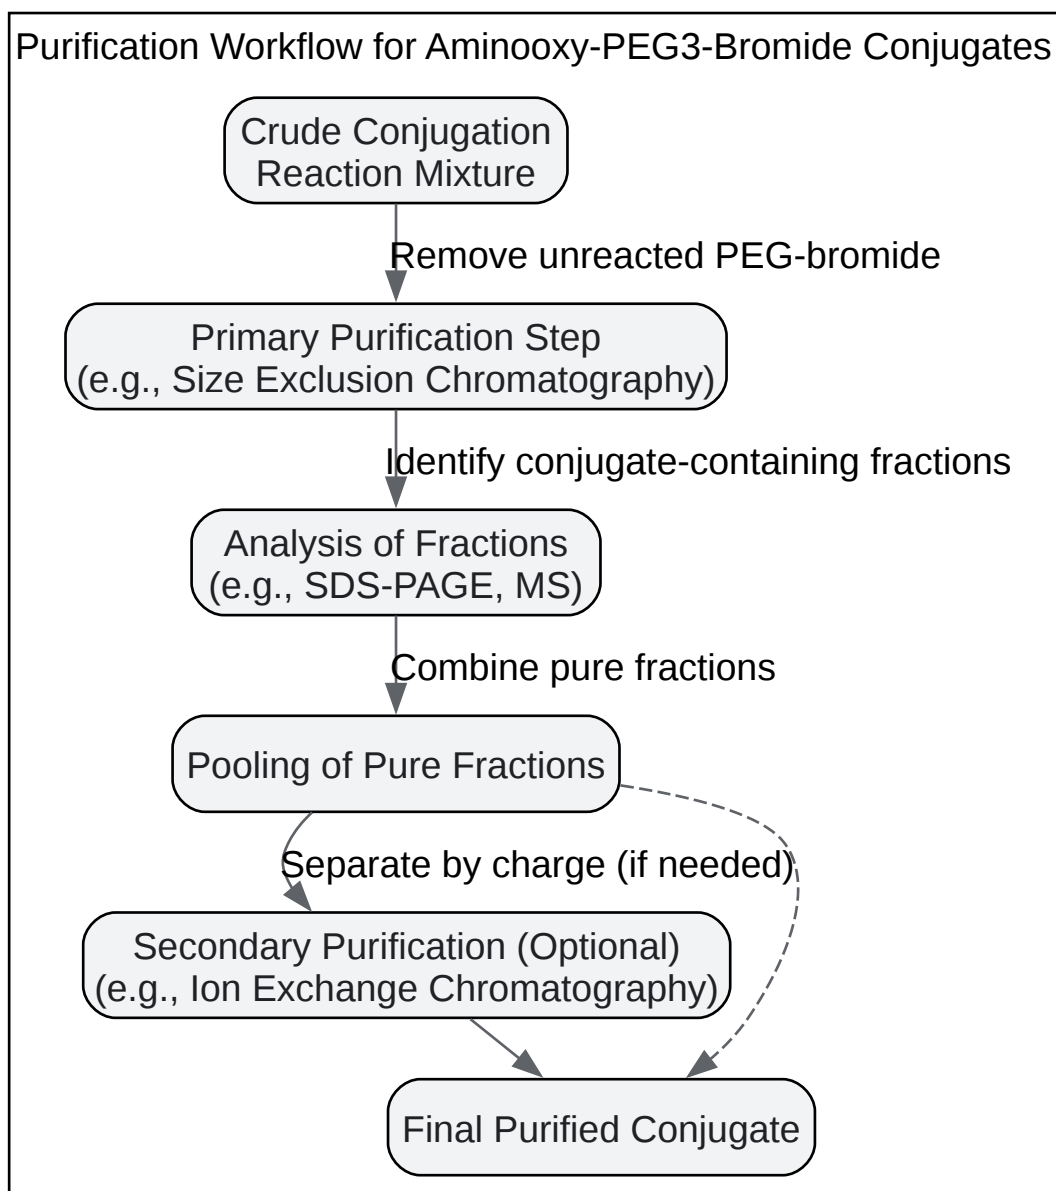 Purification Workflow for Aminooxy-PEG3-Bromide Conjugates
Crude Conjugation
Reaction Mixture
Remove unreacted PEG-bromide
Primary Purification Step
(e.g., Size Exclusion Chromatography)
Identify conjugate-containing fractions
Analysis of Fractions
(e.g., SDS-PAGE, MS)
Combine pure fractions
Pooling of Pure Fractions
Separate by charge (if needed)
Secondary Purification (Optional)
(e.g., Ion Exchange Chromatography)
Final Purified Conjugate